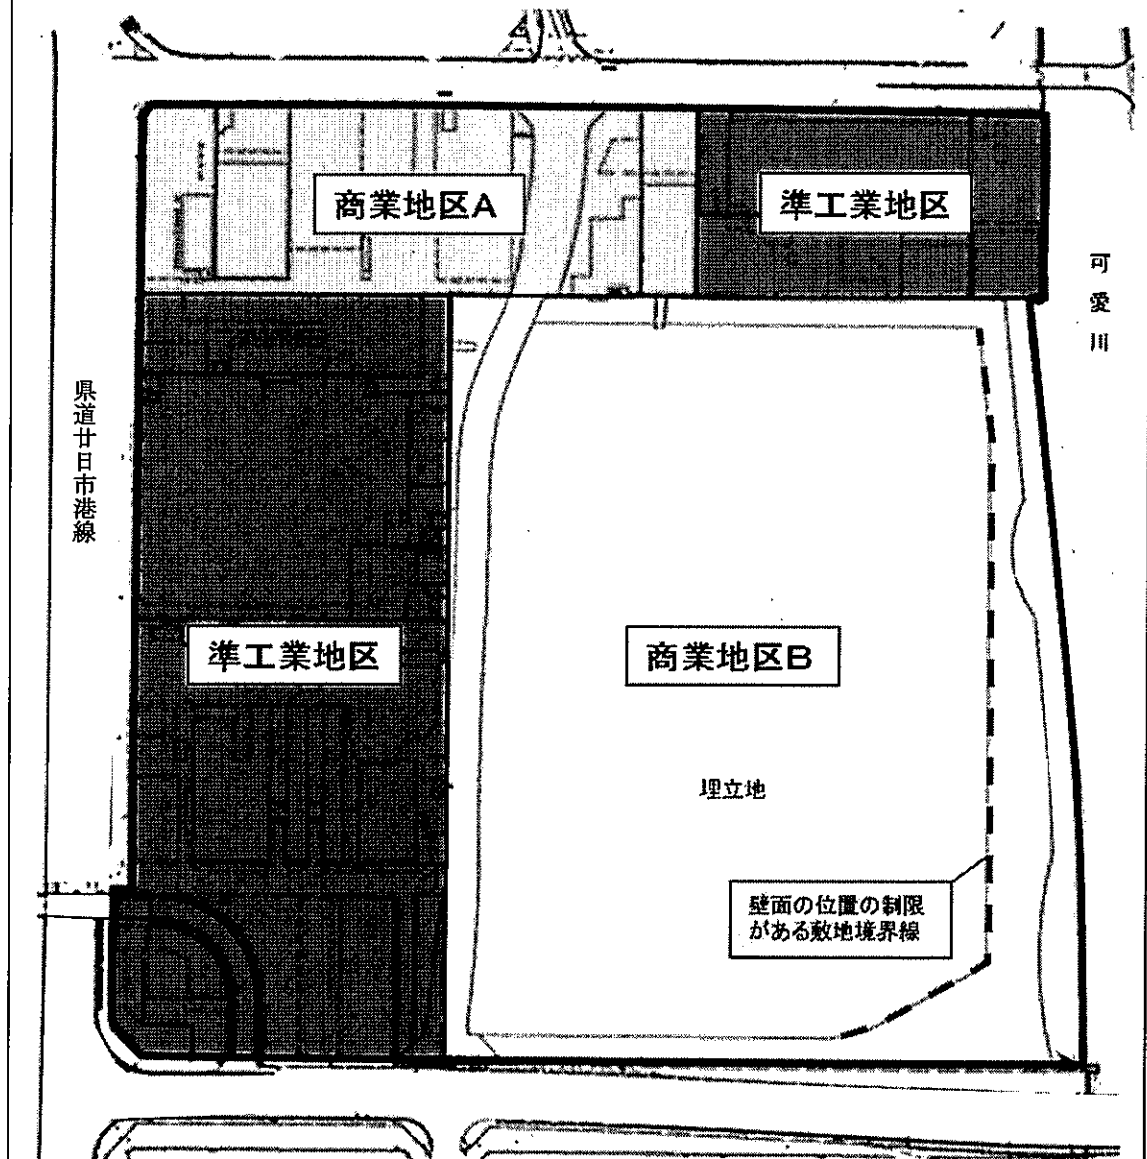 商業地区A
準工業地区
可愛川
県道廿日市港線
準工業地区
商業地区B
埋立地
壁面の位置の制限
がある敷地境界線